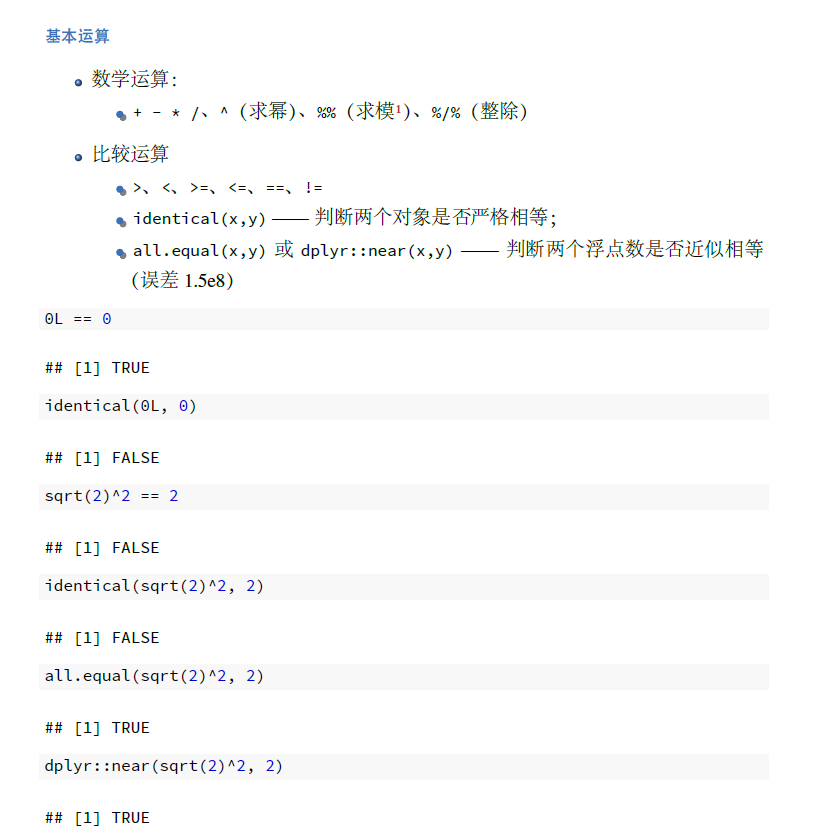 基本运算
数学运算：
+ - * /、^（求幂）、%%（求模1）、%/%（整除）
比较运算
>、<、>=、<=、==、!=
identical(x,y) —— 判断两个对象是否严格相等；
all.equal(x,y) 或 dplyr::near(x,y) —— 判断两个浮点数是否近似相等
（误差 1.5e8）
0L == 0
## [1] TRUE
identical(0L, 0)
## [1] FALSE
sqrt(2)^2 == 2
## [1] FALSE
identical(sqrt(2)^2, 2)
## [1] FALSE
all.equal(sqrt(2)^2, 2)
## [1] TRUE
dplyr::near(sqrt(2)^2, 2)
## [1] TRUE